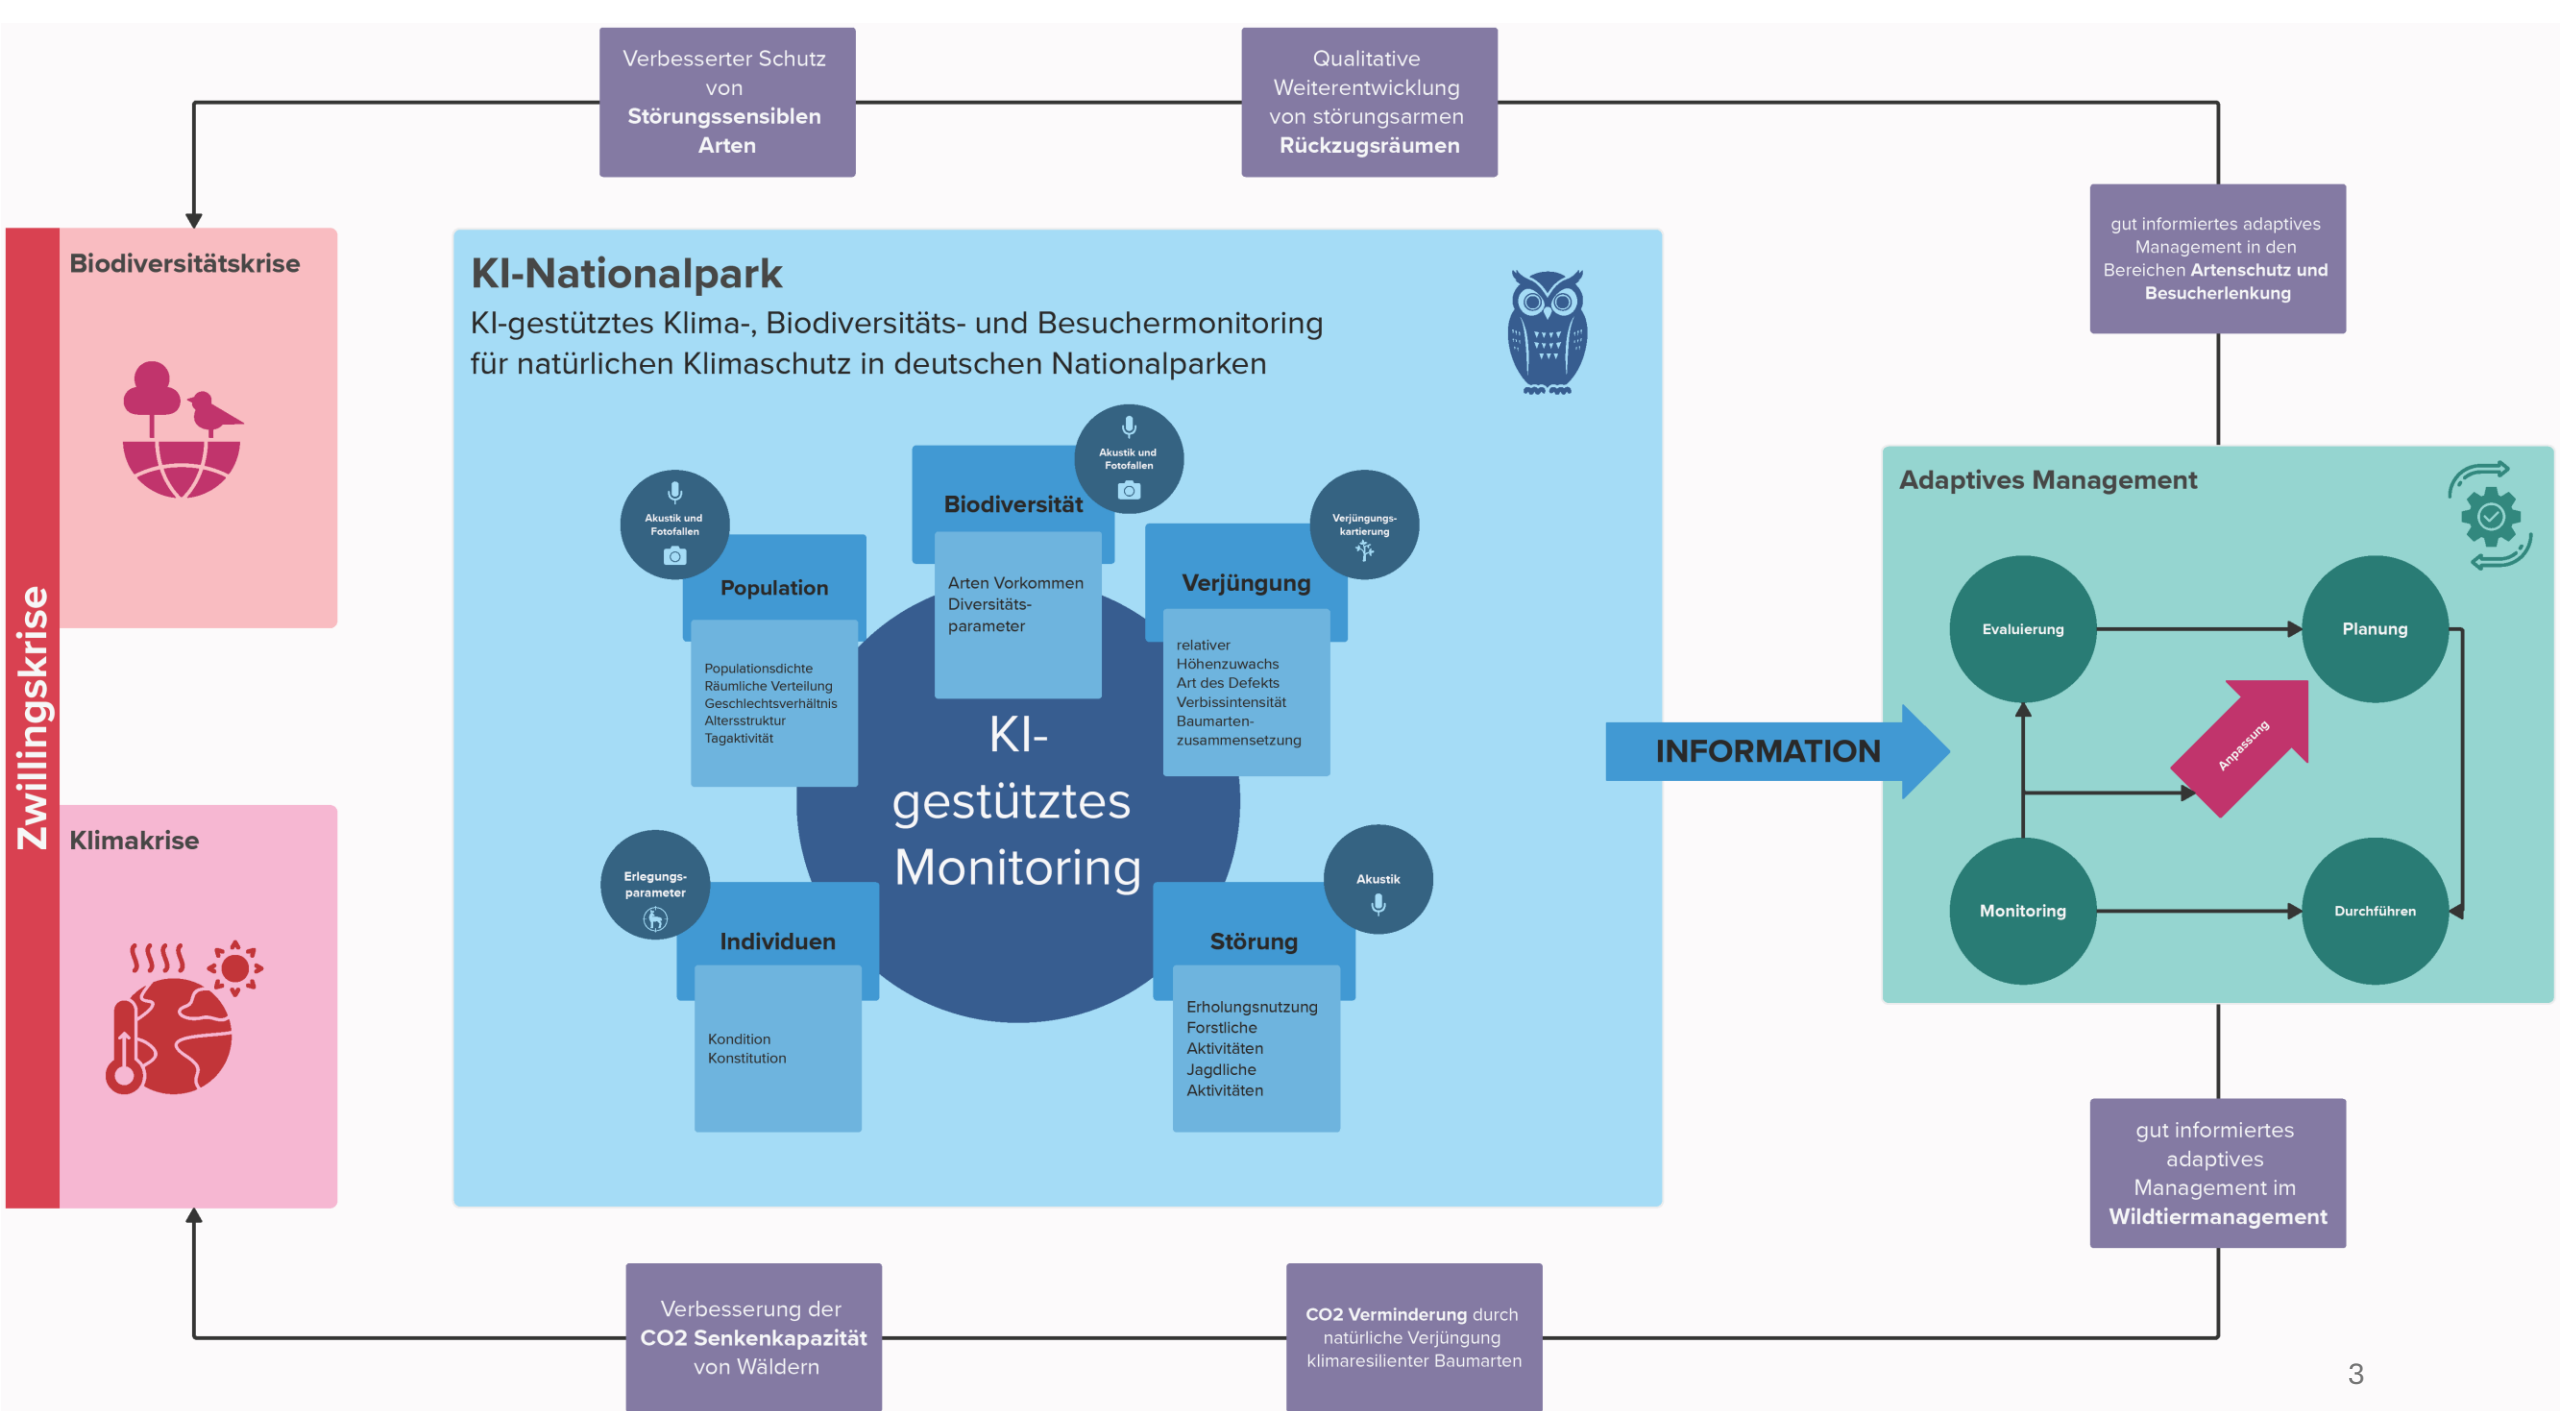 Verbesserter Schutz
von
Störungssensiblen
Arten
Qualitative
Weiterentwicklung
von störungsarmen
Rückzugsräumen
gut informiertes adaptives
Management in den
Bereichen Artenschutz und
Besucherlenkung
Zwillingskrise
Biodiversitätskrise
Klimakrise
KI-Nationalpark
KI-gestütztes Klima-, Biodiversitäts- und Besuchermonitoring
für natürlichen Klimaschutz in deutschen Nationalparken
Akustik und
Fotofallen
Population
Populationsdichte
Räumliche Verteilung
Geschlechtsverhältnis
Altersstruktur
Tagaktivität
Akustik und
Fotofallen
Biodiversität
Arten Vorkommen
Diversitäts-
parameter
Verjüngungs-
kartierung
Verjüngung
relativer
Höhenzuwachs
Art des Defekts
Verbissintensität
Baumarten-
zusammensetzung
KI-
gestütztes
Monitoring
Erlegungs-
parameter
Individuen
Kondition
Konstitution
Akustik
Störung
Erholungsnutzung
Forstliche
Aktivitäten
Jagdliche
Aktivitäten
INFORMATION
Adaptives Management
Evaluierung
Planung
Anpassung
Monitoring
Durchführen
gut informiertes
adaptives
Management im
Wildtiermanagement
Verbesserung der
CO2 Senkenkapazität
von Wäldern
CO2 Verminderung durch
natürliche Verjüngung
klimaresilienter Baumarten
3